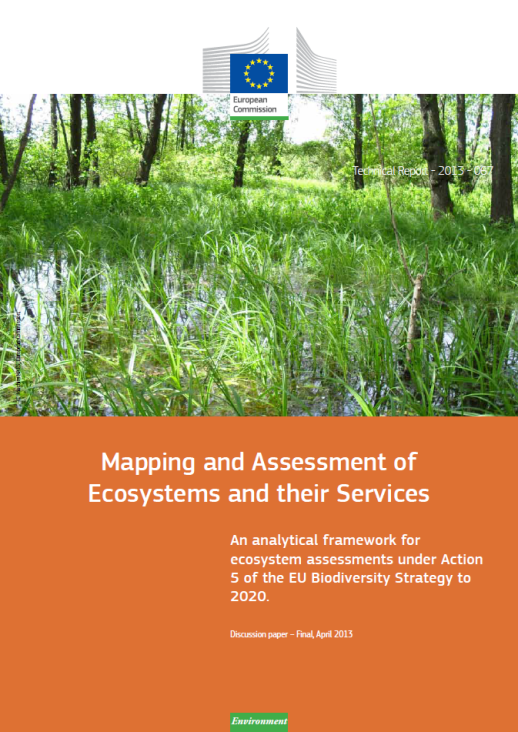 European
Commission
Technical Report - 2013 - 067
Mapping and Assessment of
Ecosystems and their Services
An analytical framework for
ecosystem assessments under Action
5 of the EU Biodiversity Strategy to
2020.
Discussion paper – Final, April 2013
Environment